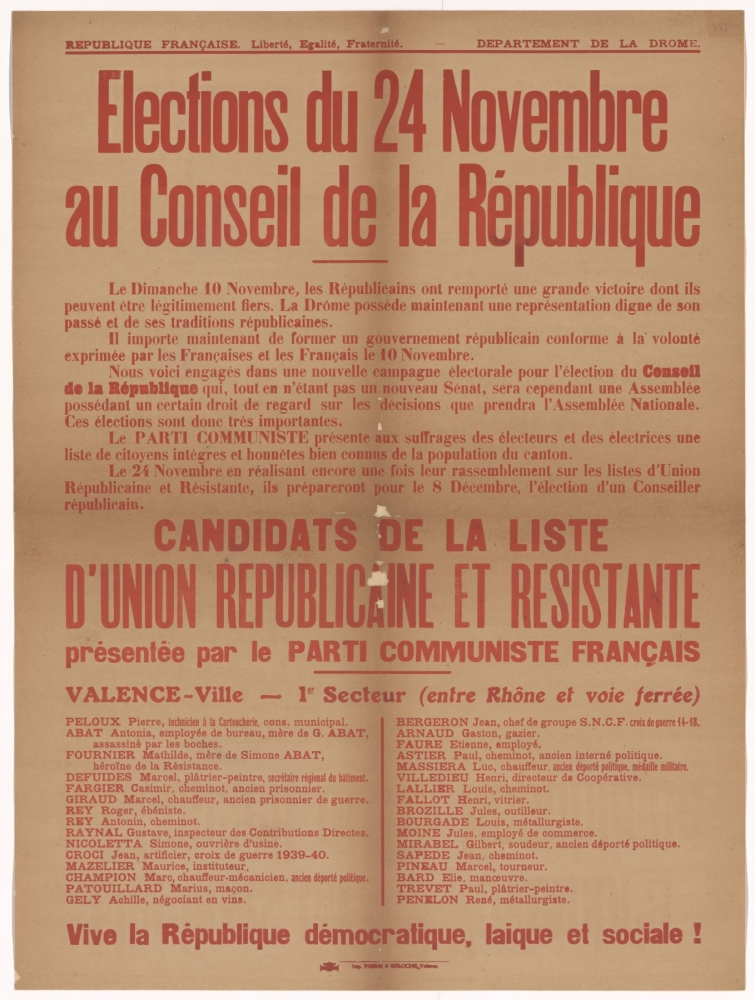 REPUBLIQUE FRANÇAISE. Liberté, Egalité, Fraternité. — DEPARTEMENT DE LA DROME.
Elections du 24 Novembre
au Conseil de la République
Le Dimanche 10 Novembre, les Républicains ont remporté une grande victoire dont ils
peuvent être légitimement fiers. La Drôme possède maintenant une représentation digne de son
passé et de ses traditions républicaines.
Il importe maintenant de former un gouvernement républicain conforme à la volonté
exprimée par les Françaises et les Français le 10 Novembre.
Nous voici engagés dans une nouvelle campagne électorale pour l'élection du Conseil
de la République qui, tout en n'étant pas un nouveau Sénat, sera cependant une Assemblée
possédant un certain droit de regard sur les décisions que prendra l'Assemblée Nationale.
Ces élections sont donc très importantes.
Le PARTI COMMUNISTE présente aux suffrages des électeurs et des électrices une
liste de citoyens intègres et honnêtes bien connus de la population du canton.
Le 24 Novembre en réalisant encore une fois leur rassemblement sur les listes d'Union
Républicaine et Résistante, ils prépareront pour le 8 Décembre, l'élection d'un Conseiller
républicain.
CANDIDATS DE LA LISTE
D'UNION REPUBLICAINE ET RESISTANTE
présentée par le PARTI COMMUNISTE FRANÇAIS
VALENCE-Ville — 1er Secteur (entre Rhône et voie ferrée)
PELOUX Pierre, technicien à la Cartoucherie, cons. municipal.
ABAT Antonia, employée de bureau, mère de G. ABAT,
assassiné par les boches.
FOURNIER Mathilde, mère de Simone ABAT,
héroïne de la Résistance.
DEFUIDES Marcel, plâtrier-peintre, secrétaire régional du bâtiment.
FARGIER Casimir, cheminot, ancien prisonnier.
GIRAUD Marcel, chauffeur, ancien prisonnier de guerre.
REY Roger, ébéniste.
REY Antonin, cheminot.
RAYNAL Gustave, inspecteur des Contributions Directes.
NICOLETTA Simone, ouvrière d'usine.
CROCI Jean, artificier, croix de guerre 1939-40.
MAZELIER Maurice, instituteur.
CHAMPION Marc, chauffeur-mécanicien, ancien déporté politique.
PATOUILLARD Marius, maçon.
GELY Achille, négociant en vins.
BERGERON Jean, chef de groupe S.N.C.F. croix de guerre 14-18.
ARNAUD Gaston, gazier.
FAURE Etienne, employé.
ASTIER Paul, cheminot, ancien interné politique.
MASSIERA Luc, chauffeur, ancien déporté politique, médaille militaire.
VILLEDIEU Henri, directeur de Coopérative.
LALLIER Louis, cheminot.
FALLOT Henri, vitrier.
BROZILLE Jules, outilleur.
BOURGADE Louis, métallurgiste.
MOINE Jules, employé de commerce.
MIRABEL Gilbert, soudeur, ancien déporté politique.
SAPEDE Jean, cheminot.
PINEAU Marcel, tourneur.
BARD Elie, manœuvre.
TREVET Paul, plâtrier-peintre.
PENELON René, métallurgiste.
Vive la République démocratique, laique et sociale !